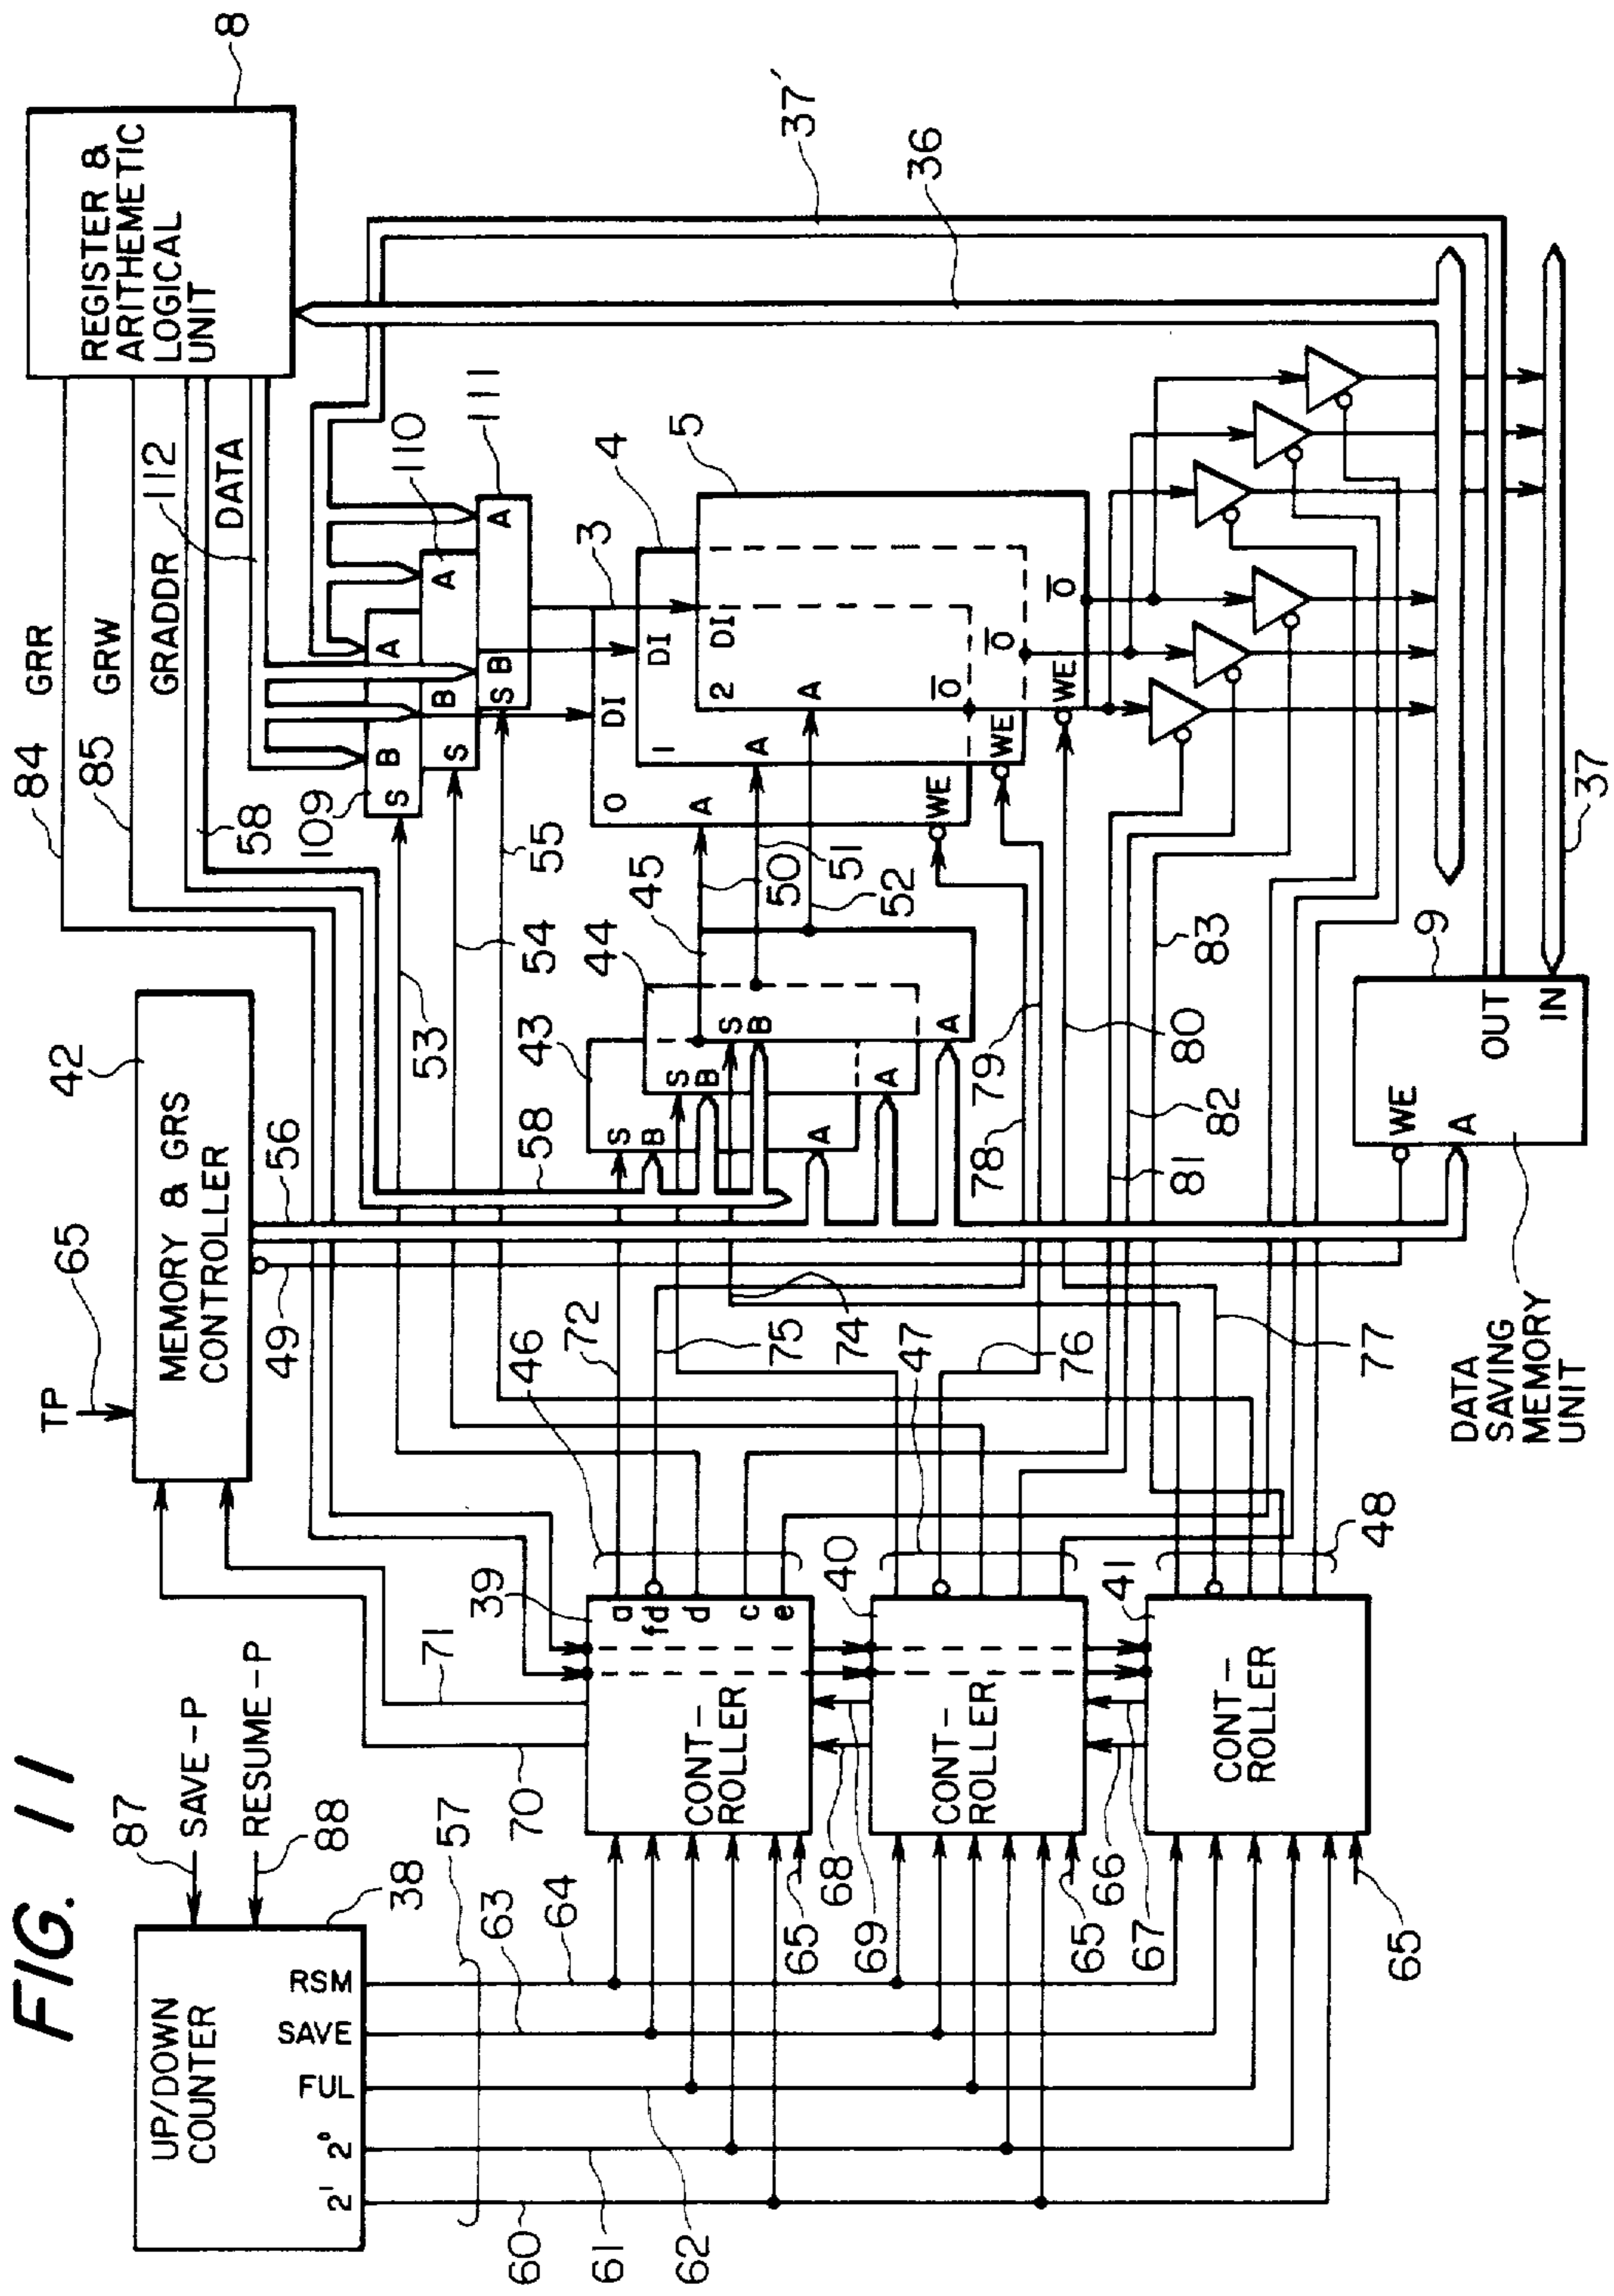 FIG. 11
UP/DOWN
COUNTER
2¹
2⁰
FUL
SAVE
RSM
38
87
SAVE-P
RESUME-P
88
57
60
61
62
63
64
70
71
TP
65
42
MEMORY & GRS
CONTROLLER
49
56
84
GRR
85
GRW
58
GRADDR
112
DATA
8
REGISTER &
ARITHEMETIC
LOGICAL
UNIT
39
CONT-
ROLLER
a
fd
d
c
e
65
68
69
40
CONT-
ROLLER
65
66
67
41
CONT-
ROLLER
65
46
47
48
72
75
74
76
77
53
54
55
58
43
S
B
A
44
S
B
A
45
S
B
A
50
51
52
109
S
B
A
110
S
B
A
111
S
B
A
3
0
DI
A
WE
4
1
DI
A
WE
5
2
DI
A
WE
O̅
O̅
O̅
78
79
80
81
82
83
36
37'
37
9
WE
A
OUT
IN
DATA
SAVING
MEMORY
UNIT